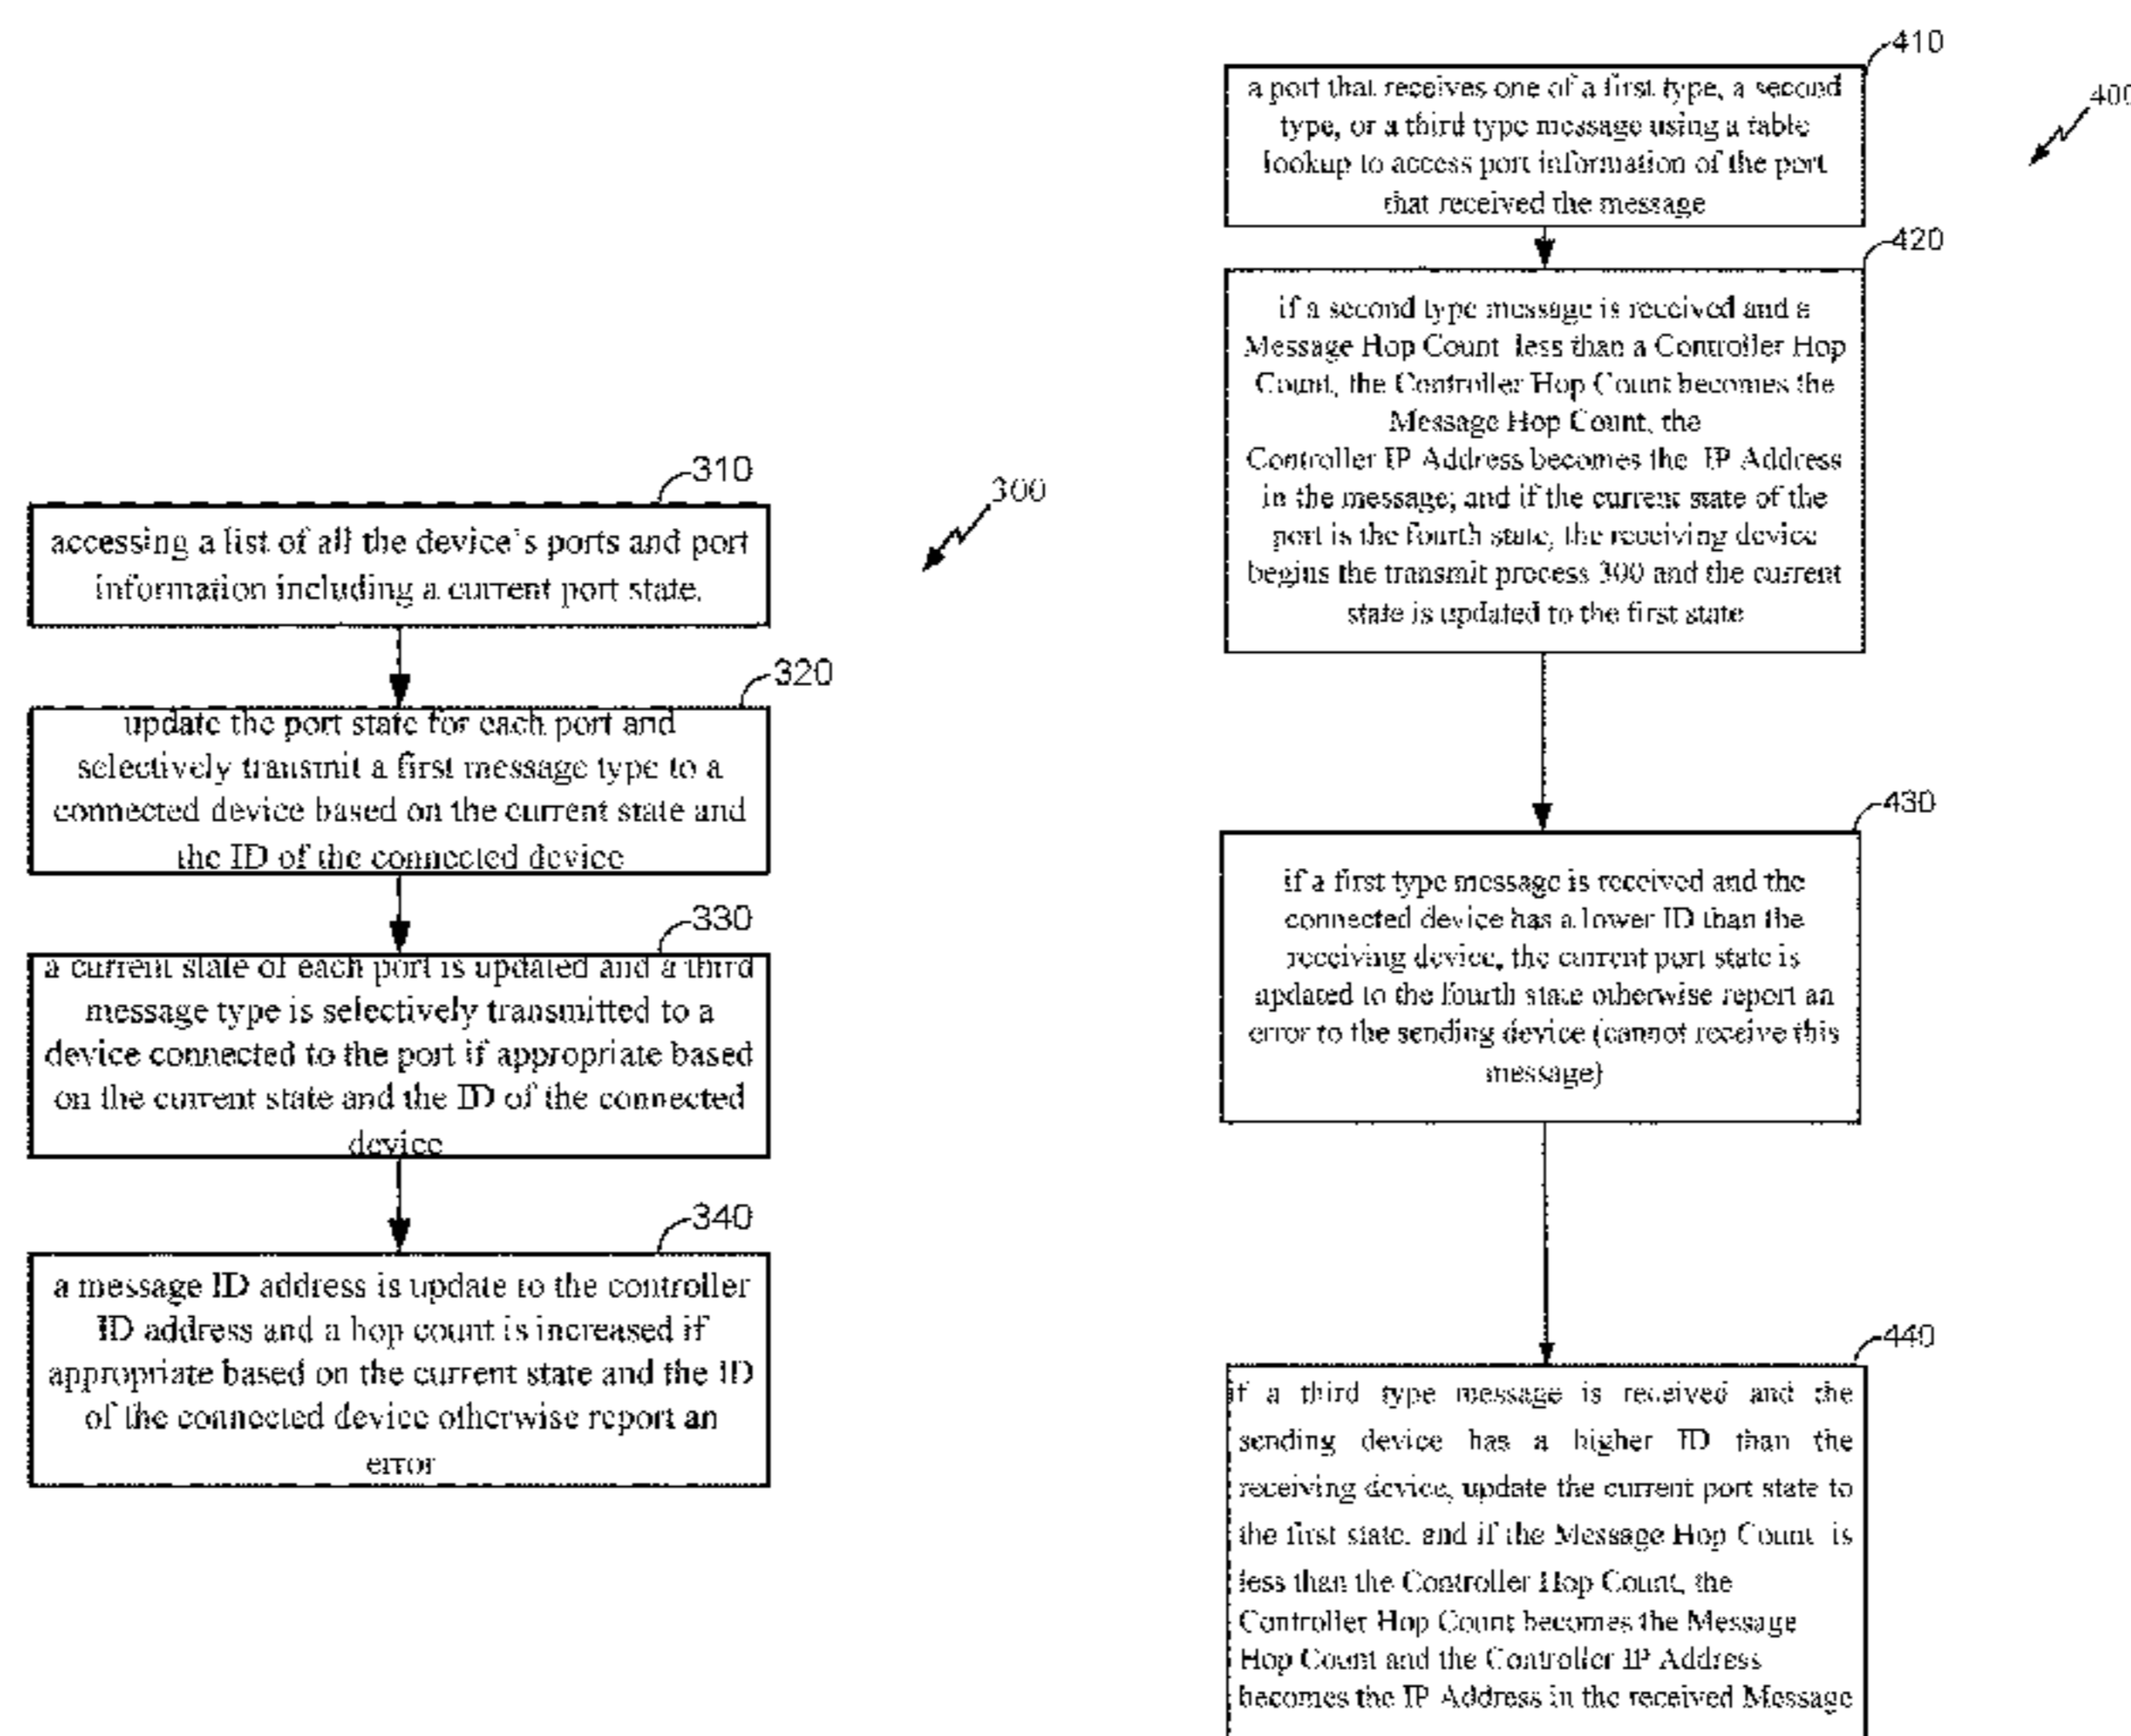 310
300
accessing a list of all the device's ports and port
information including a current port state.
320
update the port state for each port and
selectively transmit a first message type to a
connected device based on the current state and
the ID of the connected device
330
a current state of each port is updated and a third
message type is selectively transmitted to a
device connected to the port if appropriate based
on the current state and the ID of the connected
device
340
a message ID address is update to the controller
ID address and a hop count is increased if
appropriate based on the current state and the ID
of the connected device otherwise report an
error
410
400
a port that receives one of a first type, a second
type, or a third type message using a table
lookup to access port information of the port
that received the message
420
if a second type message is received and a
Message Hop Count less than a Controller Hop
Count, the Controller Hop Count becomes the
Message Hop Count, the
Controller IP Address becomes the IP Address
in the message; and if the current state of the
port is the fourth state, the receiving device
begins the transmit process 300 and the current
state is updated to the first state
430
if a first type message is received and the
connected device has a lower ID than the
receiving device, the current port state is
updated to the fourth state otherwise report an
error to the sending device (cannot receive this
message)
440
if a third type message is received and the
sending device has a higher ID than the
receiving device, update the current port state to
the first state. and if the Message Hop Count is
less than the Controller Hop Count, the
Controller Hop Count becomes the Message
Hop Count and the Controller IP Address
becomes the IP Address in the received Message